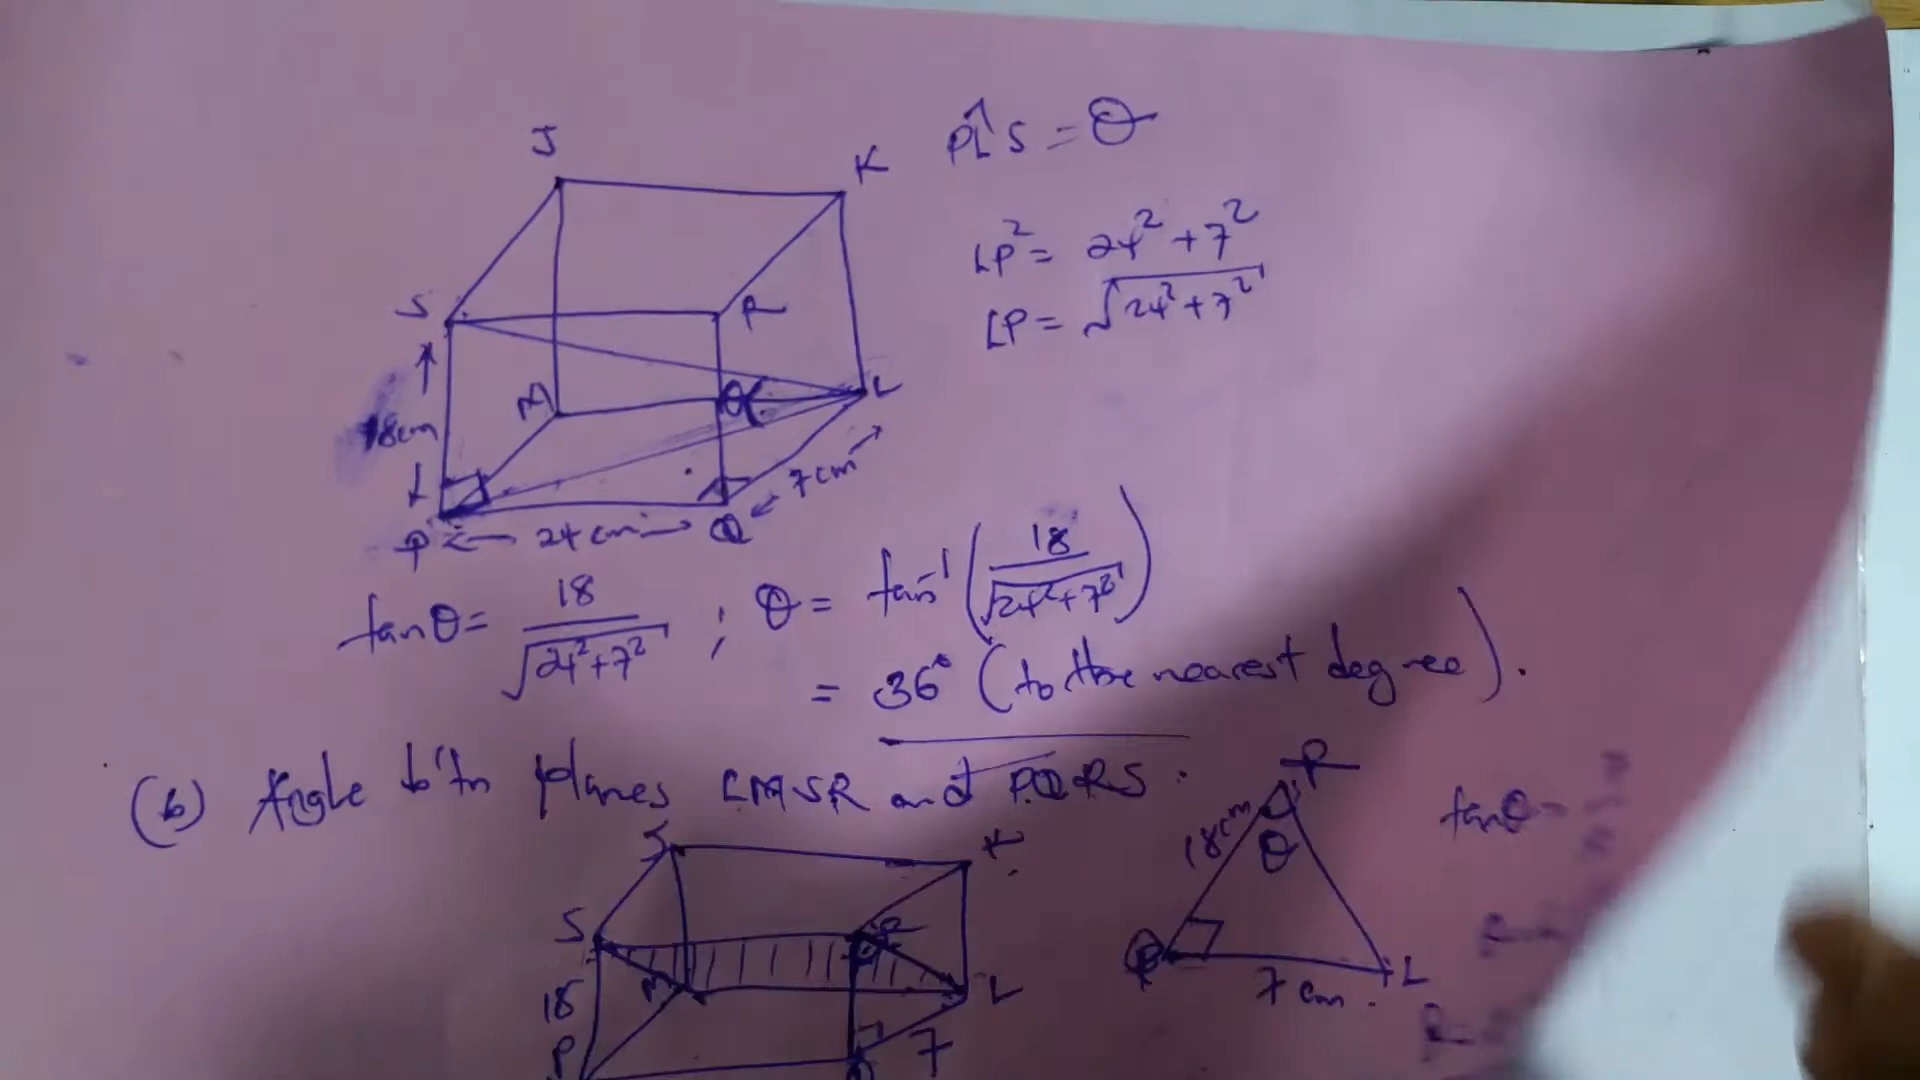 J
K
PL̂S = θ
LP² = 24² + 7²
LP = √24² + 7²
S
R
18cm
M
θ
L
7cm
P
24 cm
Q
tanθ = 18/√24²+7² ; θ = tan⁻¹(18/√24²+7²)
= 36° (to the nearest degree).
(b) Angle b'tn planes LMSR and PQRS.
R
18cm
θ
tanθ =
J
K
S
R
M
L
18
7
P
Q
L
7 cm